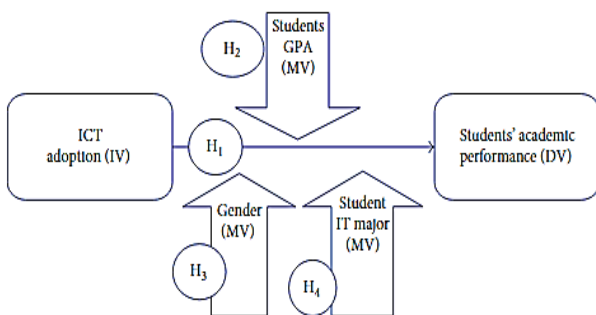 Students
GPA
(MV)
H2
ICT
adoption (IV)
H1
Students' academic
performance (DV)
Gender
(MV)
H3
Student
IT major
(MV)
H4